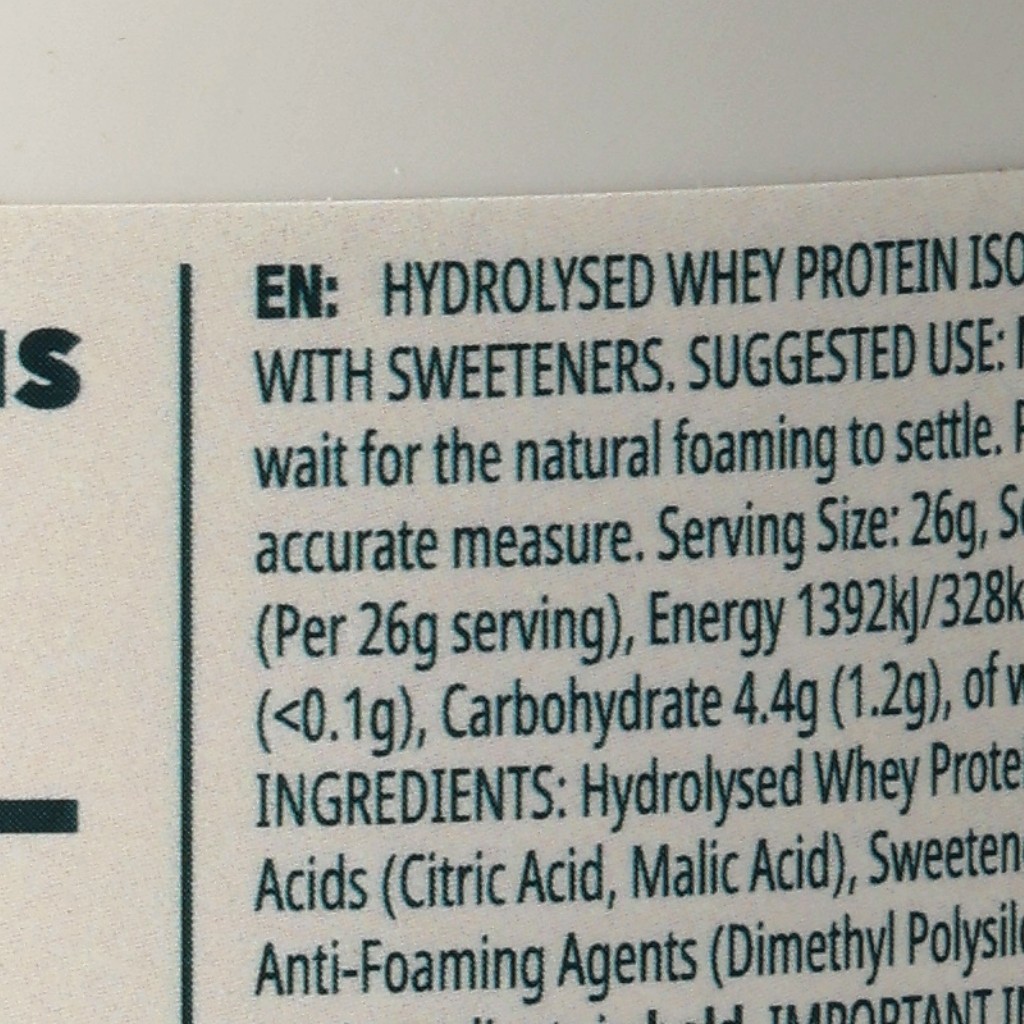 EN: HYDROLYSED WHEY PROTEIN
WITH SWEETENERS. SUGGESTED USE:
wait for the natural foaming to settle.
accurate measure. Serving Size: 26g,
(Per 26g serving), Energy 1392kJ/328k
(<0.1g), Carbohydrate 4.4g (1.2g), of
INGREDIENTS: Hydrolysed Whey
Acids (Citric Acid, Malic Acid),
Anti-Foaming Agents (Dimethyl
IMPORTANT